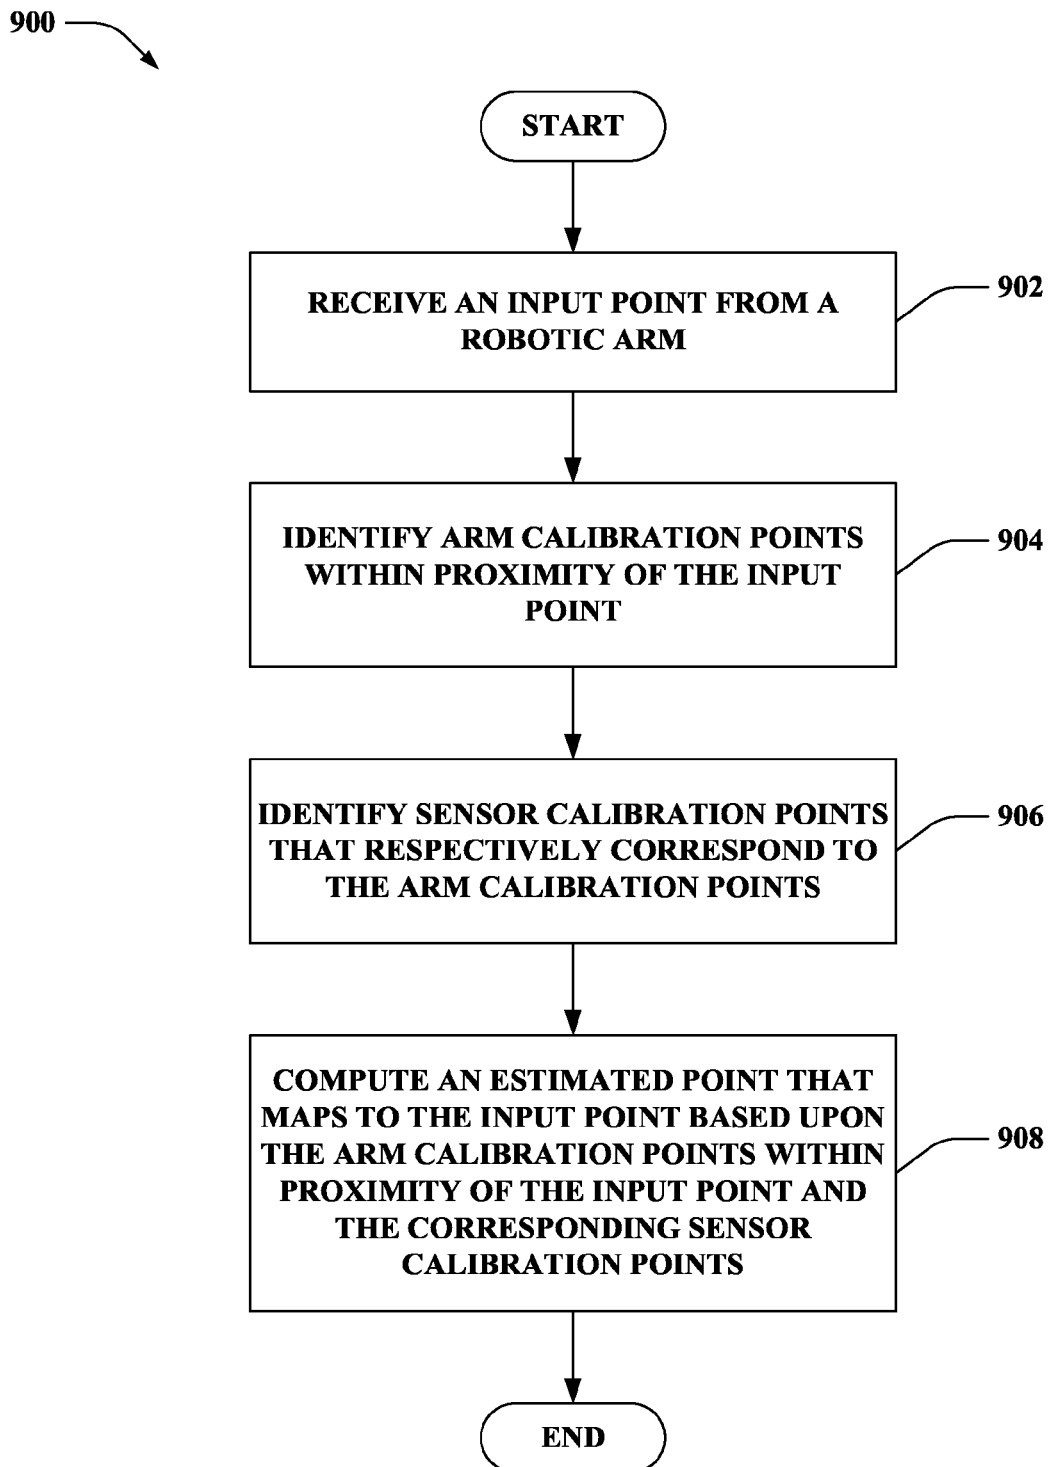 900
START
RECEIVE AN INPUT POINT FROM A
ROBOTIC ARM
902
IDENTIFY ARM CALIBRATION POINTS
WITHIN PROXIMITY OF THE INPUT
POINT
904
IDENTIFY SENSOR CALIBRATION POINTS
THAT RESPECTIVELY CORRESPOND TO
THE ARM CALIBRATION POINTS
906
COMPUTE AN ESTIMATED POINT THAT
MAPS TO THE INPUT POINT BASED UPON
THE ARM CALIBRATION POINTS WITHIN
PROXIMITY OF THE INPUT POINT AND
THE CORRESPONDING SENSOR
CALIBRATION POINTS
908
END